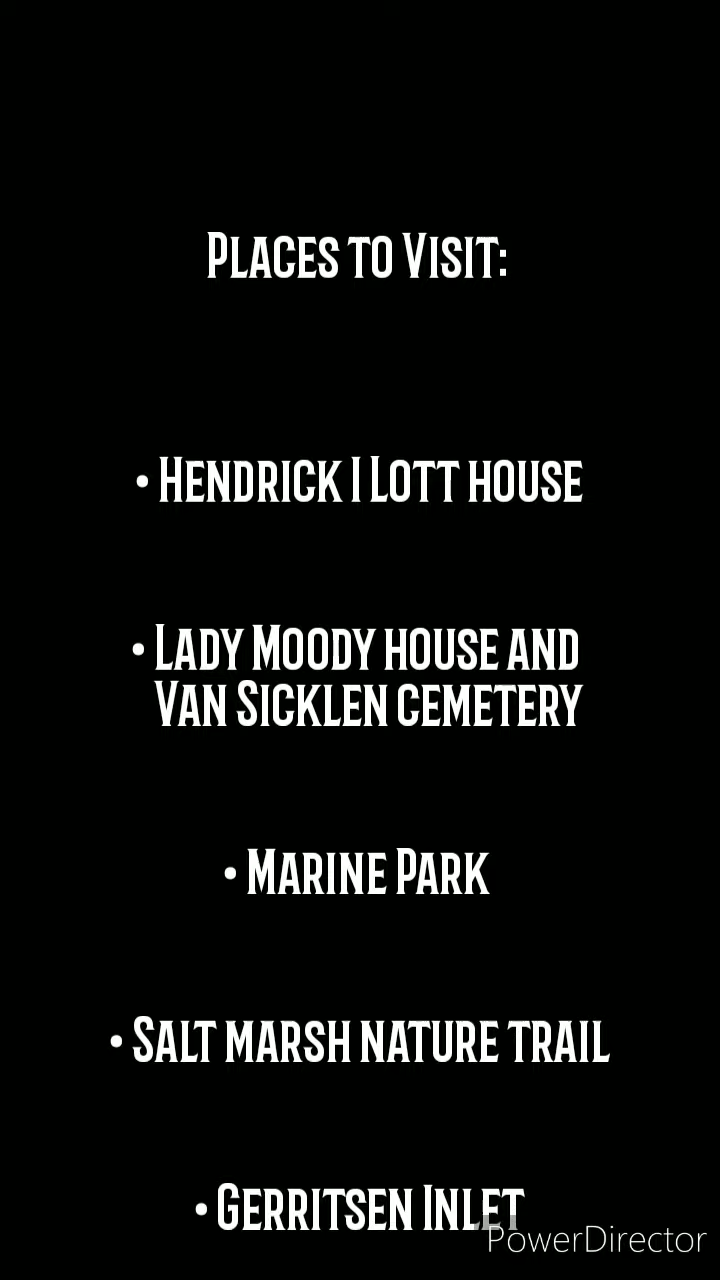 Places to Visit:
• Hendrick I Lott house
• Lady Moody house and
Van Sicklen cemetery
• Marine Park
• Salt marsh nature trail
• Gerritsen Inlet
PowerDirector